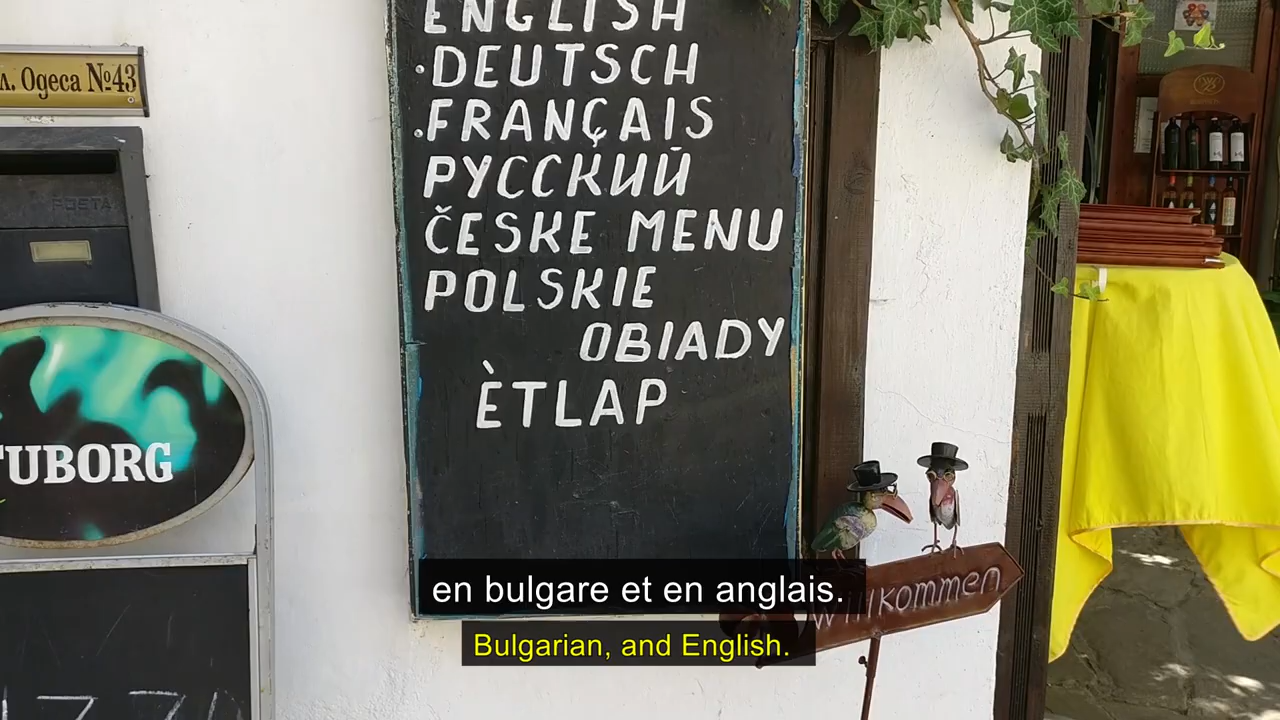 ENGLISH
л. Одеса №43
·DEUTSCH
.FRANÇAIS
РУССКИЙ
POSTA
ČESKE MENU
POLSKIE
OBIADY
ÈTLAP
TUBORG
Willkommen
en bulgare et en anglais.
Bulgarian, and English.